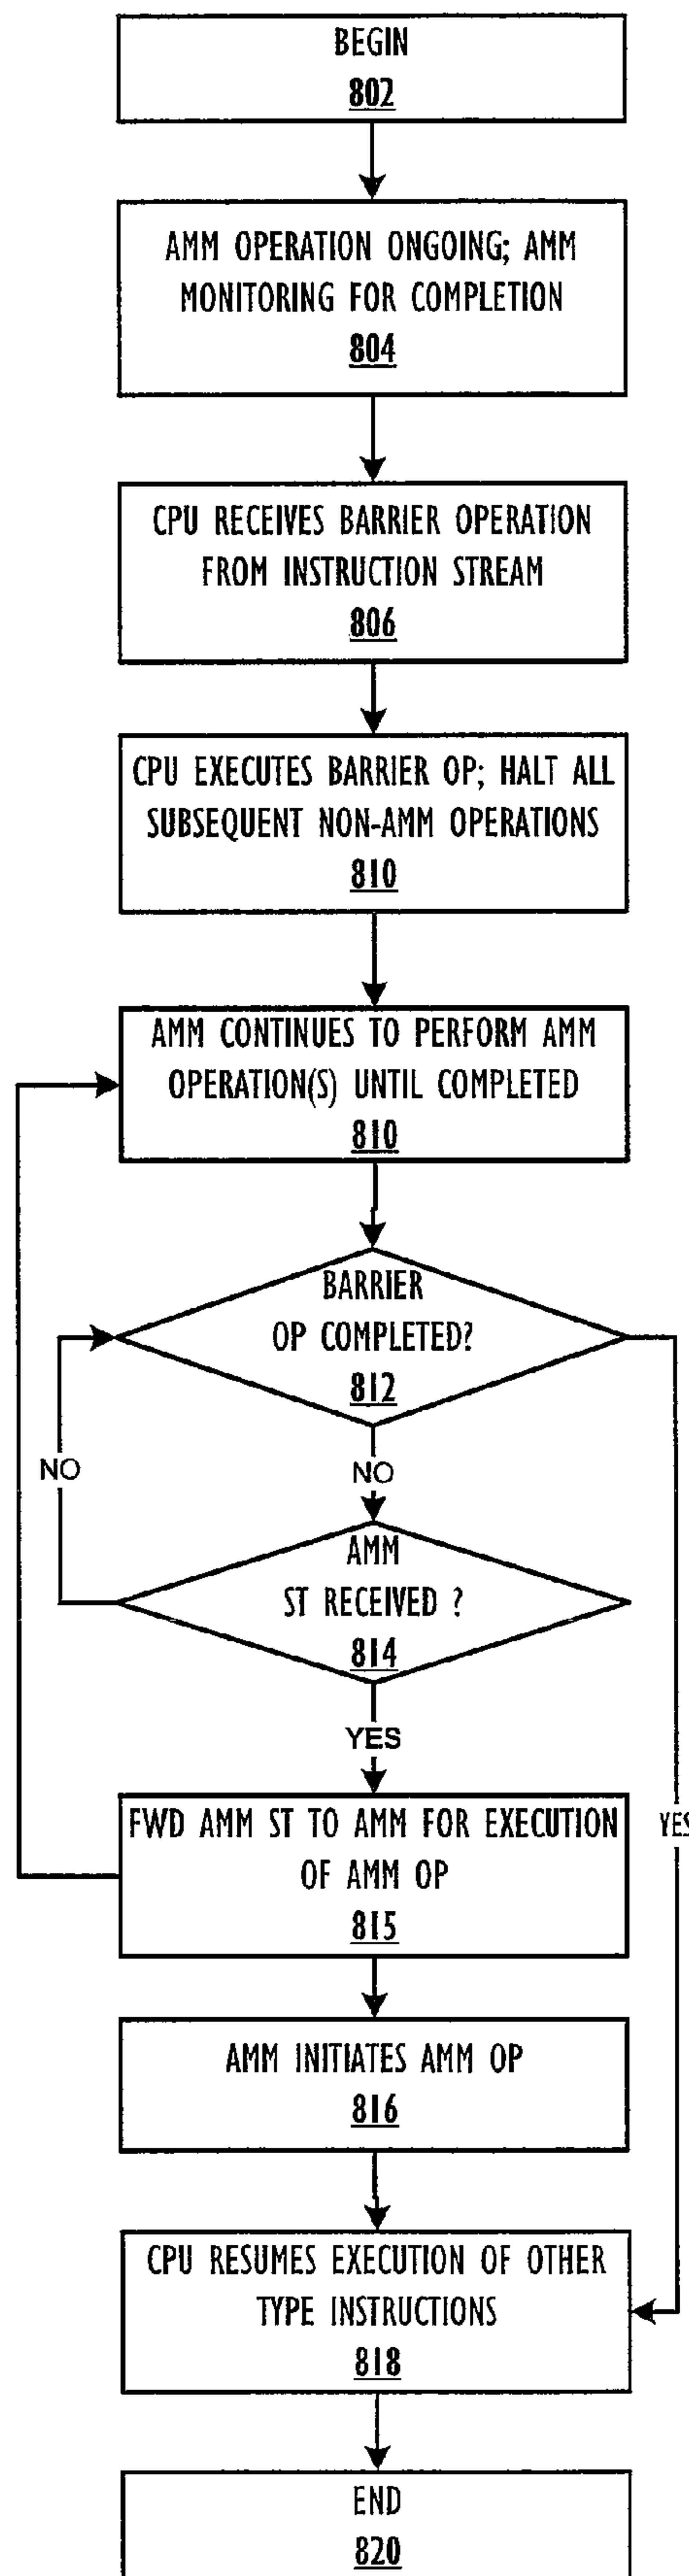 BEGIN
802
AMM OPERATION ONGOING; AMM
MONITORING FOR COMPLETION
804
CPU RECEIVES BARRIER OPERATION
FROM INSTRUCTION STREAM
806
CPU EXECUTES BARRIER OP; HALT ALL
SUBSEQUENT NON-AMM OPERATIONS
810
AMM CONTINUES TO PERFORM AMM
OPERATION(S) UNTIL COMPLETED
810
BARRIER
OP COMPLETED?
812
NO
NO
AMM
ST RECEIVED ?
814
YES
FWD AMM ST TO AMM FOR EXECUTION
OF AMM OP
815
YES
AMM INITIATES AMM OP
816
CPU RESUMES EXECUTION OF OTHER
TYPE INSTRUCTIONS
818
END
820